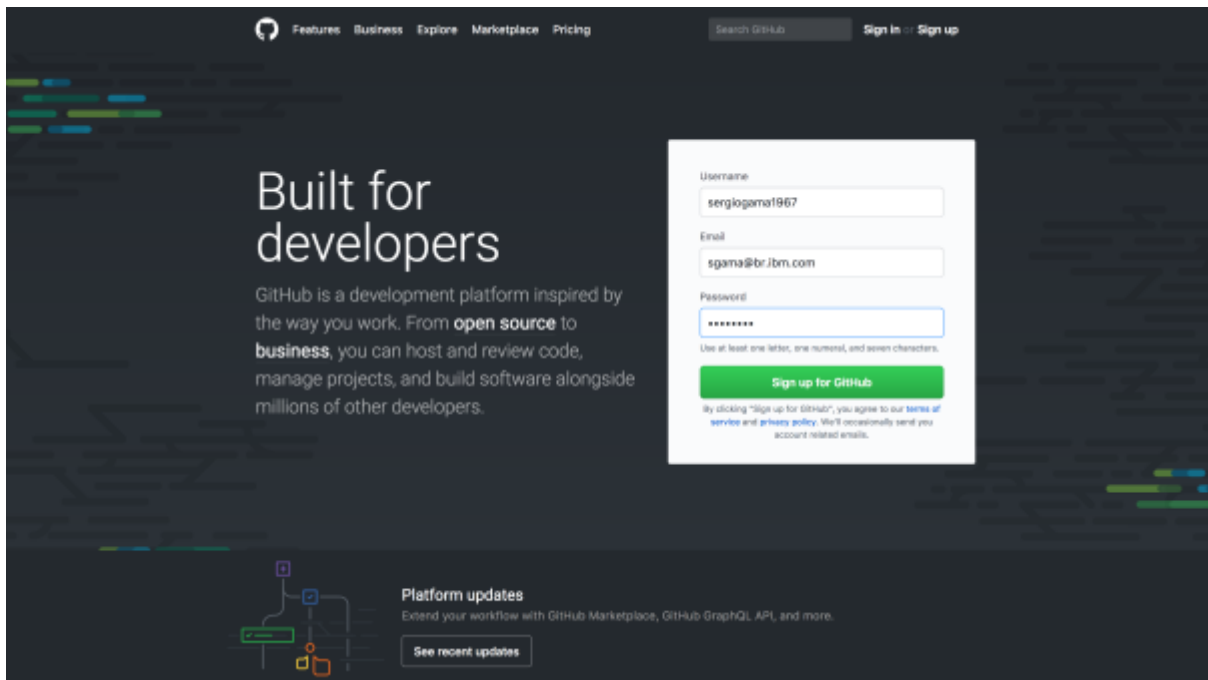 Features Business Explore Marketplace Pricing Search GitHub Sign in or Sign up
Built for
developers
GitHub is a development platform inspired by
the way you work. From open source to
business, you can host and review code,
manage projects, and build software alongside
millions of other developers.
Username
sergiogama1967
Email
sgama@br.ibm.com
Password
••••••••
Use at least one letter, one numeral, and seven characters.
Sign up for GitHub
By clicking "Sign up for GitHub", you agree to our terms of
service and privacy policy. We'll occasionally send you
account related emails.
Platform updates
Extend your workflow with GitHub Marketplace, GitHub GraphQL API, and more.
See recent updates